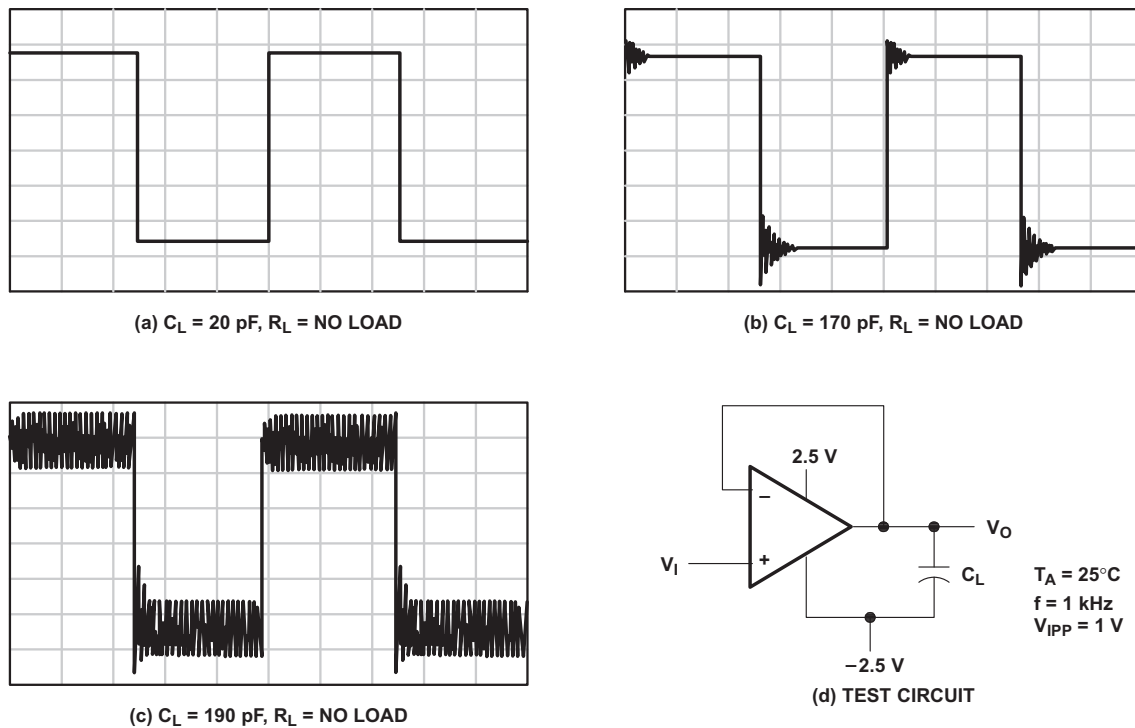 (a) CL = 20 pF, RL = NO LOAD
(b) CL = 170 pF, RL = NO LOAD
(c) CL = 190 pF, RL = NO LOAD
2.5 V
−
+
VI
VO
CL
−2.5 V
TA = 25°C
f = 1 kHz
VIPP = 1 V
(d) TEST CIRCUIT